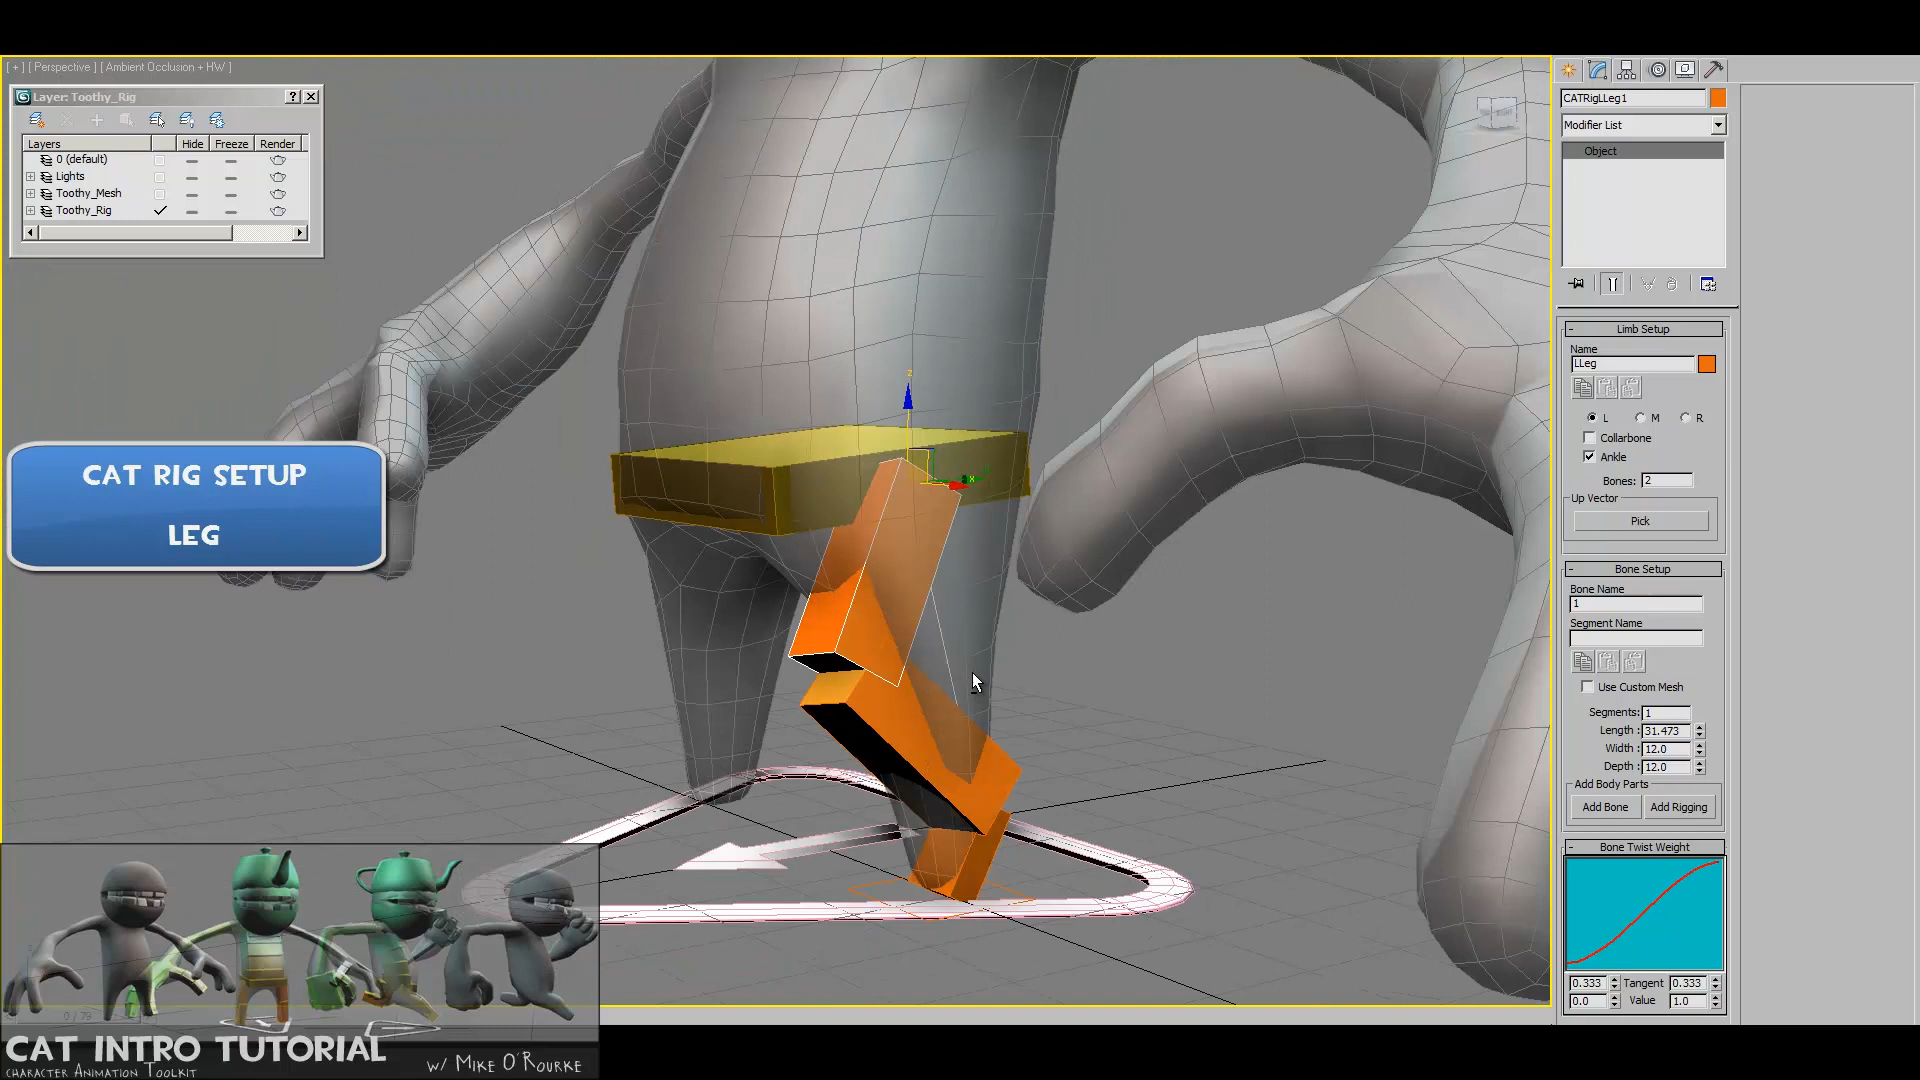 [ + ] [ Perspective ] [ Ambient Occlusion + HW ]
Layer: Toothy_Rig
?
Layers Hide Freeze Render
0 (default)
Lights
Toothy_Mesh
Toothy_Rig
CAT RIG SETUP
LEG
z
x
CATRigLLeg1
Modifier List
Object
Limb Setup
Name
LLeg
L M R
Collarbone
Ankle
Bones: 2
Up Vector
Pick
Bone Setup
Bone Name
1
Segment Name
Use Custom Mesh
Segments: 1
Length : 31.473
Width : 12.0
Depth : 12.0
Add Body Parts
Add Bone Add Rigging
Bone Twist Weight
0.333 Tangent 0.333
0.0 Value 1.0
0 / 79
CAT INTRO TUTORIAL
CHARACTER ANIMATION TOOLKIT
W/ MIKE O'ROURKE